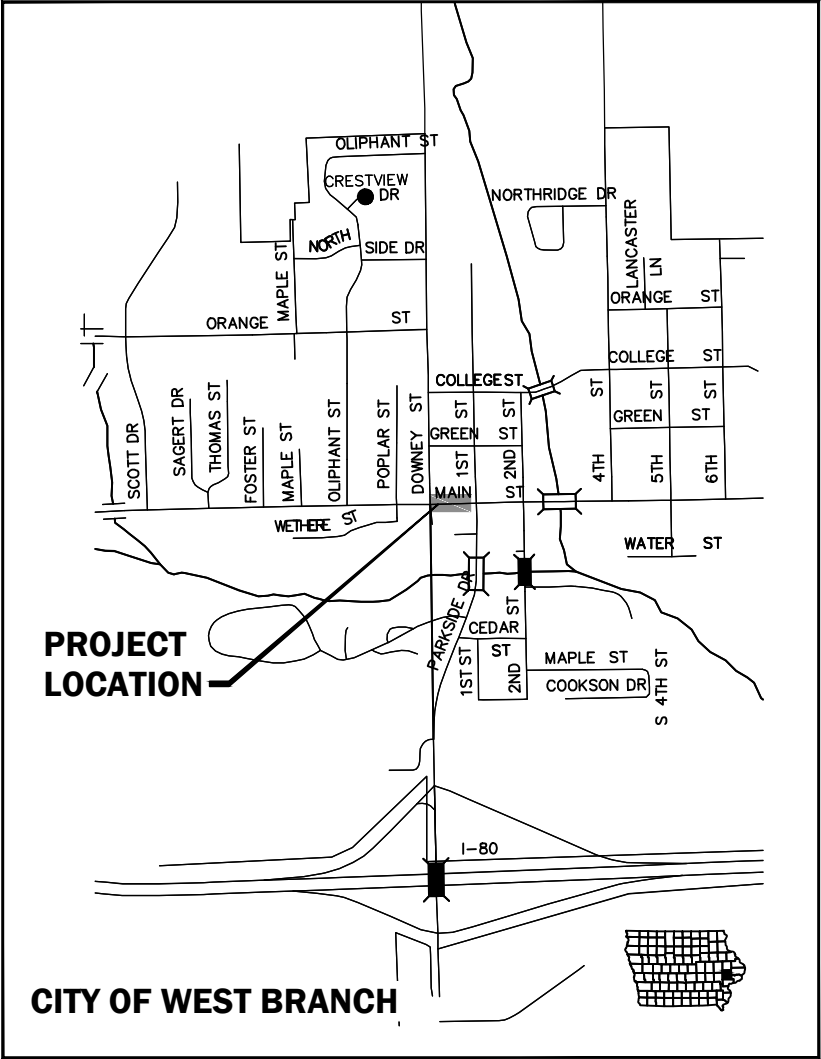 OLIPHANT ST
CRESTVIEW
DR
NORTHRIDGE DR
LANCASTER
LN
NORTH
SIDE DR
MAPLE ST
ORANGE ST
ORANGE ST
COLLEGE ST
COLLEGE ST
SCOTT DR
SAGERT DR
THOMAS ST
FOSTER ST
MAPLE ST
OLIPHANT ST
POPLAR ST
DOWNEY ST
1ST ST
2ND ST
4TH ST
5TH ST
6TH ST
GREEN ST
GREEN ST
MAIN ST
WETHERE ST
WATER ST
PARKSIDE DR
CEDAR
ST
1ST ST
2ND ST
MAPLE ST
COOKSON DR
S 4TH ST
PROJECT
LOCATION
I-80
CITY OF WEST BRANCH